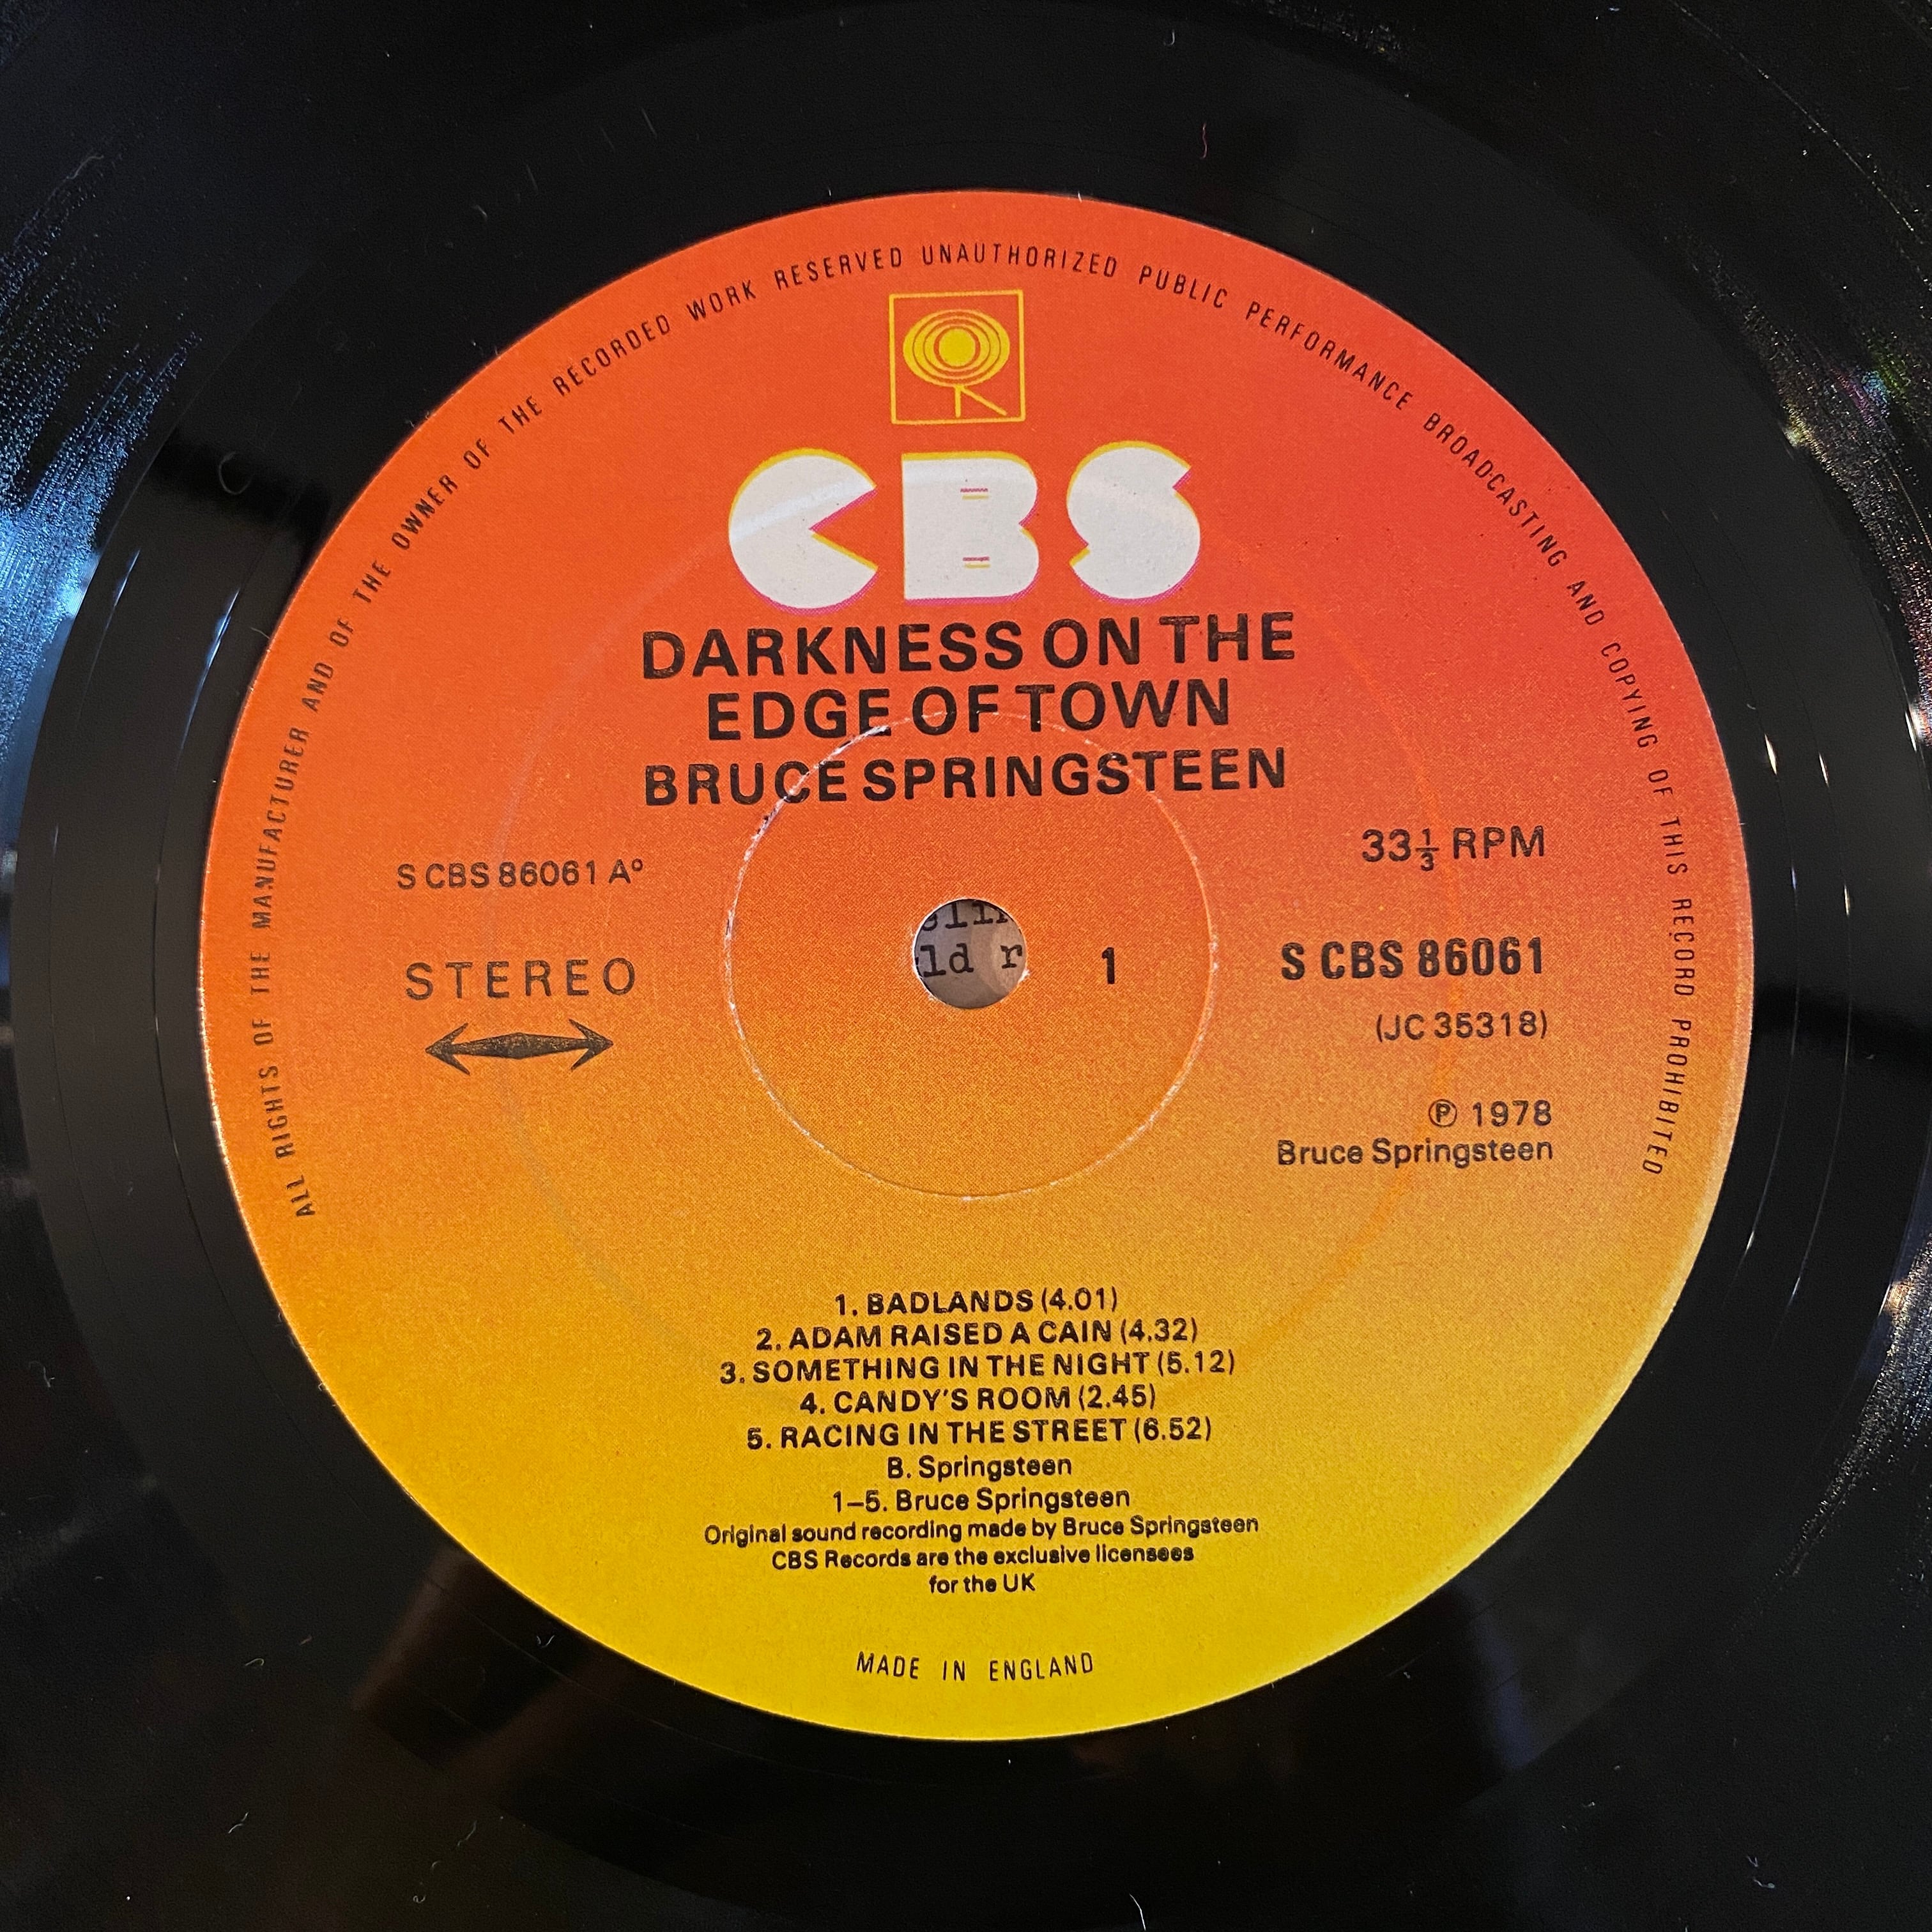 ALL RIGHTS OF THE MANUFACTURER AND OF THE OWNER OF THE RECORDED WORK RESERVED UNAUTHORIZED PUBLIC PERFORMANCE BROADCASTING AND COPYING OF THIS RECORD PROHIBITED
CBS
DARKNESS ON THE
EDGE OF TOWN
BRUCE SPRINGSTEEN
33⅓ RPM
S CBS 86061 Aº
STEREO
ld r
1
S CBS 86061
(JC 35318)
℗ 1978
Bruce Springsteen
1. BADLANDS (4.01)
2. ADAM RAISED A CAIN (4.32)
3. SOMETHING IN THE NIGHT (5.12)
4. CANDY'S ROOM (2.45)
5. RACING IN THE STREET (6.52)
B. Springsteen
1–5. Bruce Springsteen
Original sound recording made by Bruce Springsteen
CBS Records are the exclusive licensees
for the UK
MADE IN ENGLAND